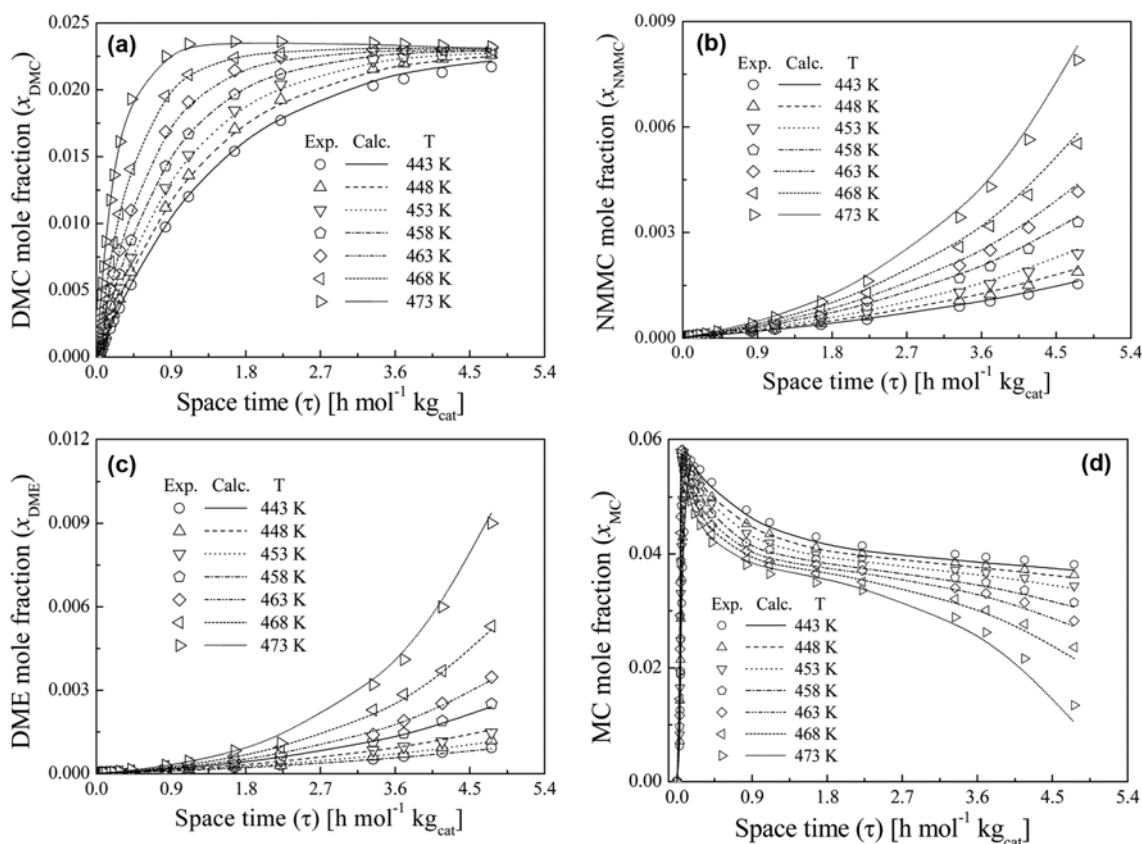 (a)
DMC mole fraction (x_DMC)
0.025
0.020
0.015
0.010
0.005
0.000
Exp. Calc. T
443 K
448 K
453 K
458 K
463 K
468 K
473 K
0.0 0.9 1.8 2.7 3.6 4.5 5.4
Space time (τ) [h mol⁻¹ kg_cat]
(b)
NMMC mole fraction (x_NMMC)
0.009
0.006
0.003
0.000
Exp. Calc. T
443 K
448 K
453 K
458 K
463 K
468 K
473 K
0.0 0.9 1.8 2.7 3.6 4.5 5.4
Space time (τ) [h mol⁻¹ kg_cat]
(c)
DME mole fraction (x_DME)
0.012
0.009
0.006
0.003
0.000
Exp. Calc. T
443 K
448 K
453 K
458 K
463 K
468 K
473 K
0.0 0.9 1.8 2.7 3.6 4.5 5.4
Space time (τ) [h mol⁻¹ kg_cat]
(d)
MC mole fraction (x_MC)
0.06
0.04
0.02
0.00
Exp. Calc. T
443 K
448 K
453 K
458 K
463 K
468 K
473 K
0.0 0.9 1.8 2.7 3.6 4.5 5.4
Space time (τ) [h mol⁻¹ kg_cat]